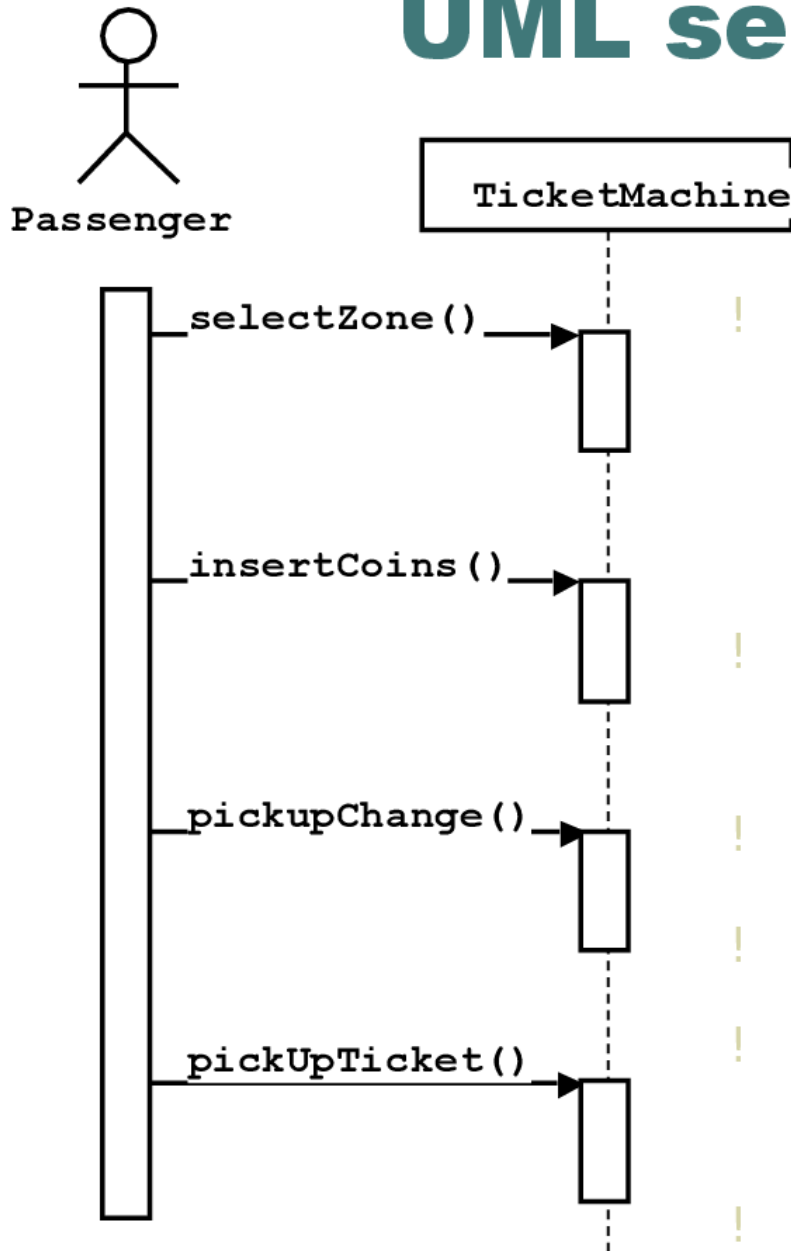 UML se
TicketMachine
Passenger
selectZone()
!
insertCoins()
!
pickupChange()
!
!
!
pickUpTicket()
!